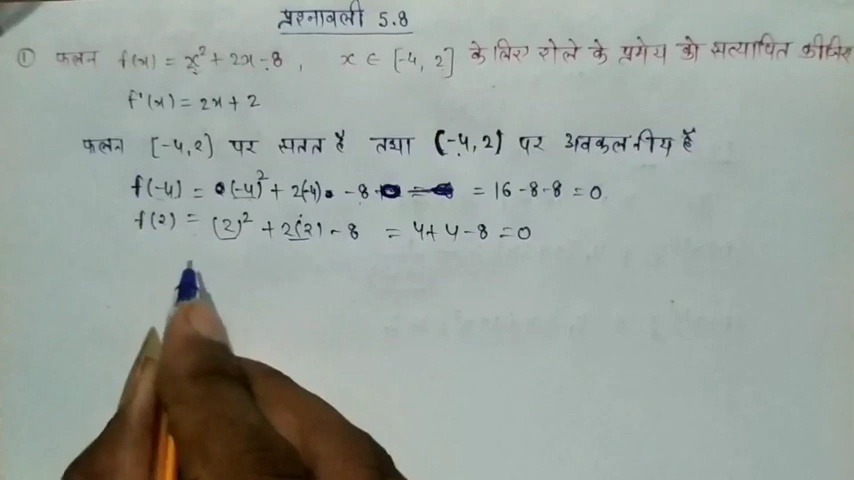 प्रश्नावली 5.8
① फलन f(x) = x² + 2x - 8 , x ∈ [-4, 2] के लिए रोले के प्रमेय को सत्यापित कीजिए
f'(x) = 2x + 2
फलन [-4, 2] पर सतत है तथा (-4, 2) पर अवकलनीय है
f(-4) = (-4)² + 2(-4) - 8 = 16 - 8 - 8 = 0
f(2) = (2)² + 2(2) - 8 = 4 + 4 - 8 = 0